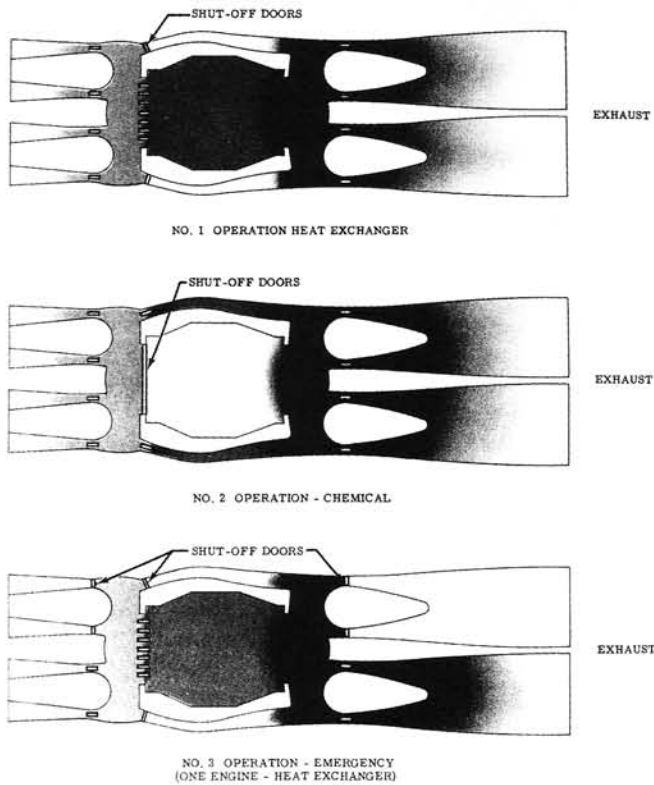 SHUT-OFF DOORS
EXHAUST
NO. 1 OPERATION HEAT EXCHANGER
SHUT-OFF DOORS
EXHAUST
NO. 2 OPERATION - CHEMICAL
SHUT-OFF DOORS
EXHAUST
NO. 3 OPERATION - EMERGENCY
(ONE ENGINE - HEAT EXCHANGER)